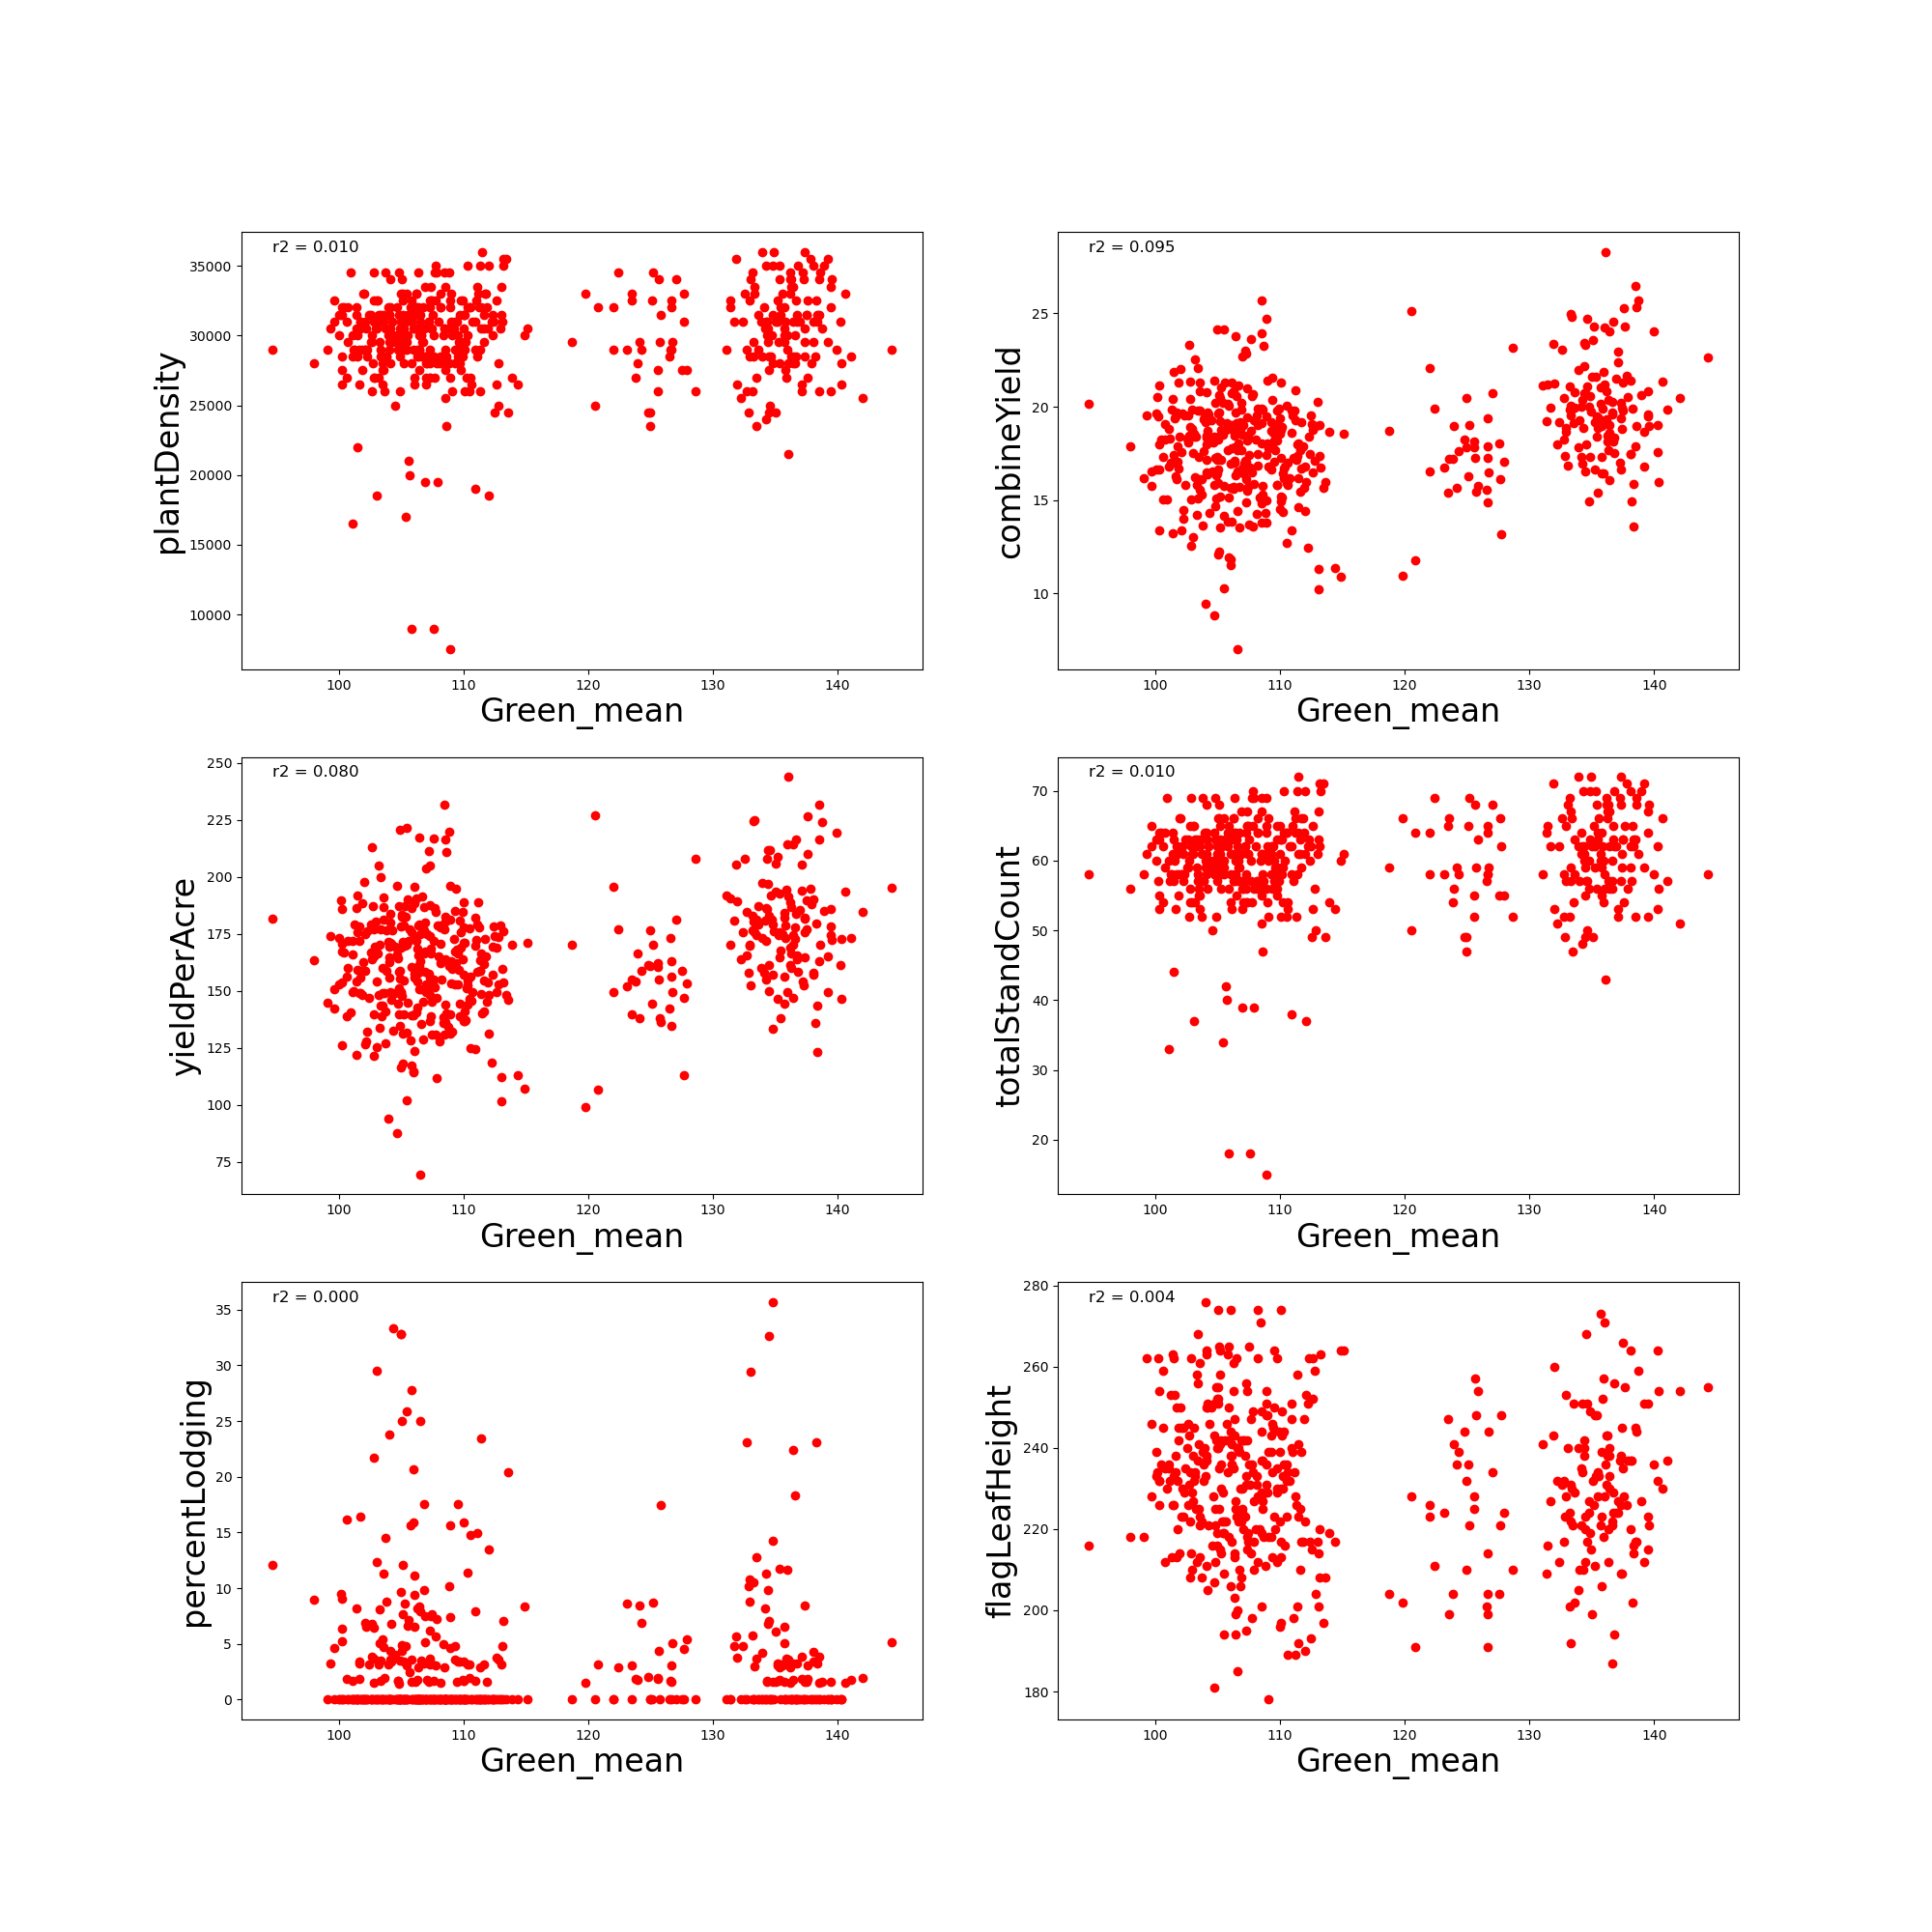 r2 = 0.010
35000
30000
25000
20000
15000
10000
plantDensity
100 110 120 130 140
Green_mean
r2 = 0.095
25
20
15
10
combineYield
100 110 120 130 140
Green_mean
r2 = 0.080
250
225
200
175
150
125
100
75
yieldPerAcre
100 110 120 130 140
Green_mean
r2 = 0.010
70
60
50
40
30
20
totalStandCount
100 110 120 130 140
Green_mean
r2 = 0.000
35
30
25
20
15
10
5
0
percentLodging
100 110 120 130 140
Green_mean
r2 = 0.004
280
260
240
220
200
180
flagLeafHeight
100 110 120 130 140
Green_mean